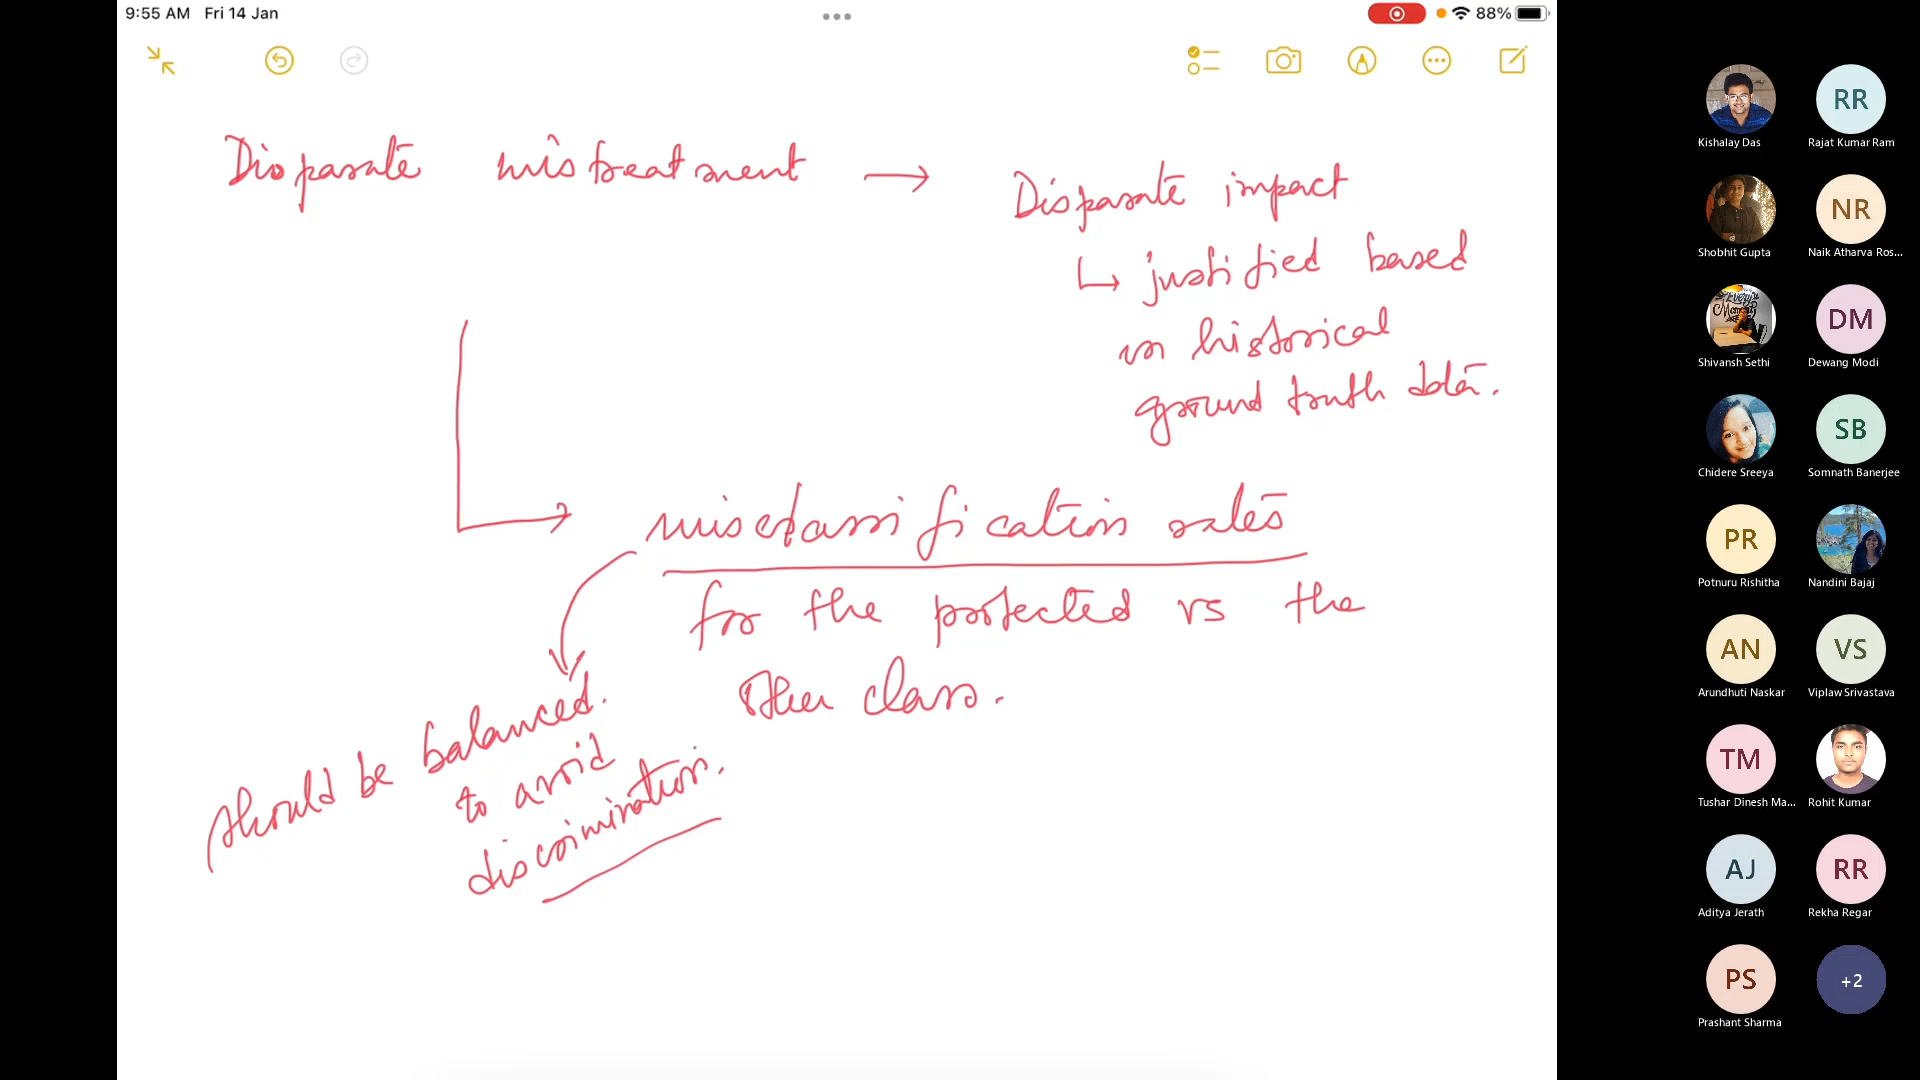 9:55 AM Fri 14 Jan
88%
Disparate mistreatment →
Disparate impact
↳ justified based
on historical
ground truth data.
misclassification rates
for the protected vs the
other class.
should be balanced.
to avoid
discrimination.
Kishalay Das
RR
Rajat Kumar Ram
Shobhit Gupta
NR
Naik Atharva Ros...
Shivansh Sethi
DM
Dewang Modi
Chidere Sreeya
SB
Somnath Banerjee
PR
Potnuru Rishitha
Nandini Bajaj
AN
Arundhuti Naskar
VS
Viplaw Srivastava
TM
Tushar Dinesh Ma...
Rohit Kumar
AJ
Aditya Jerath
RR
Rekha Regar
PS
Prashant Sharma
+2